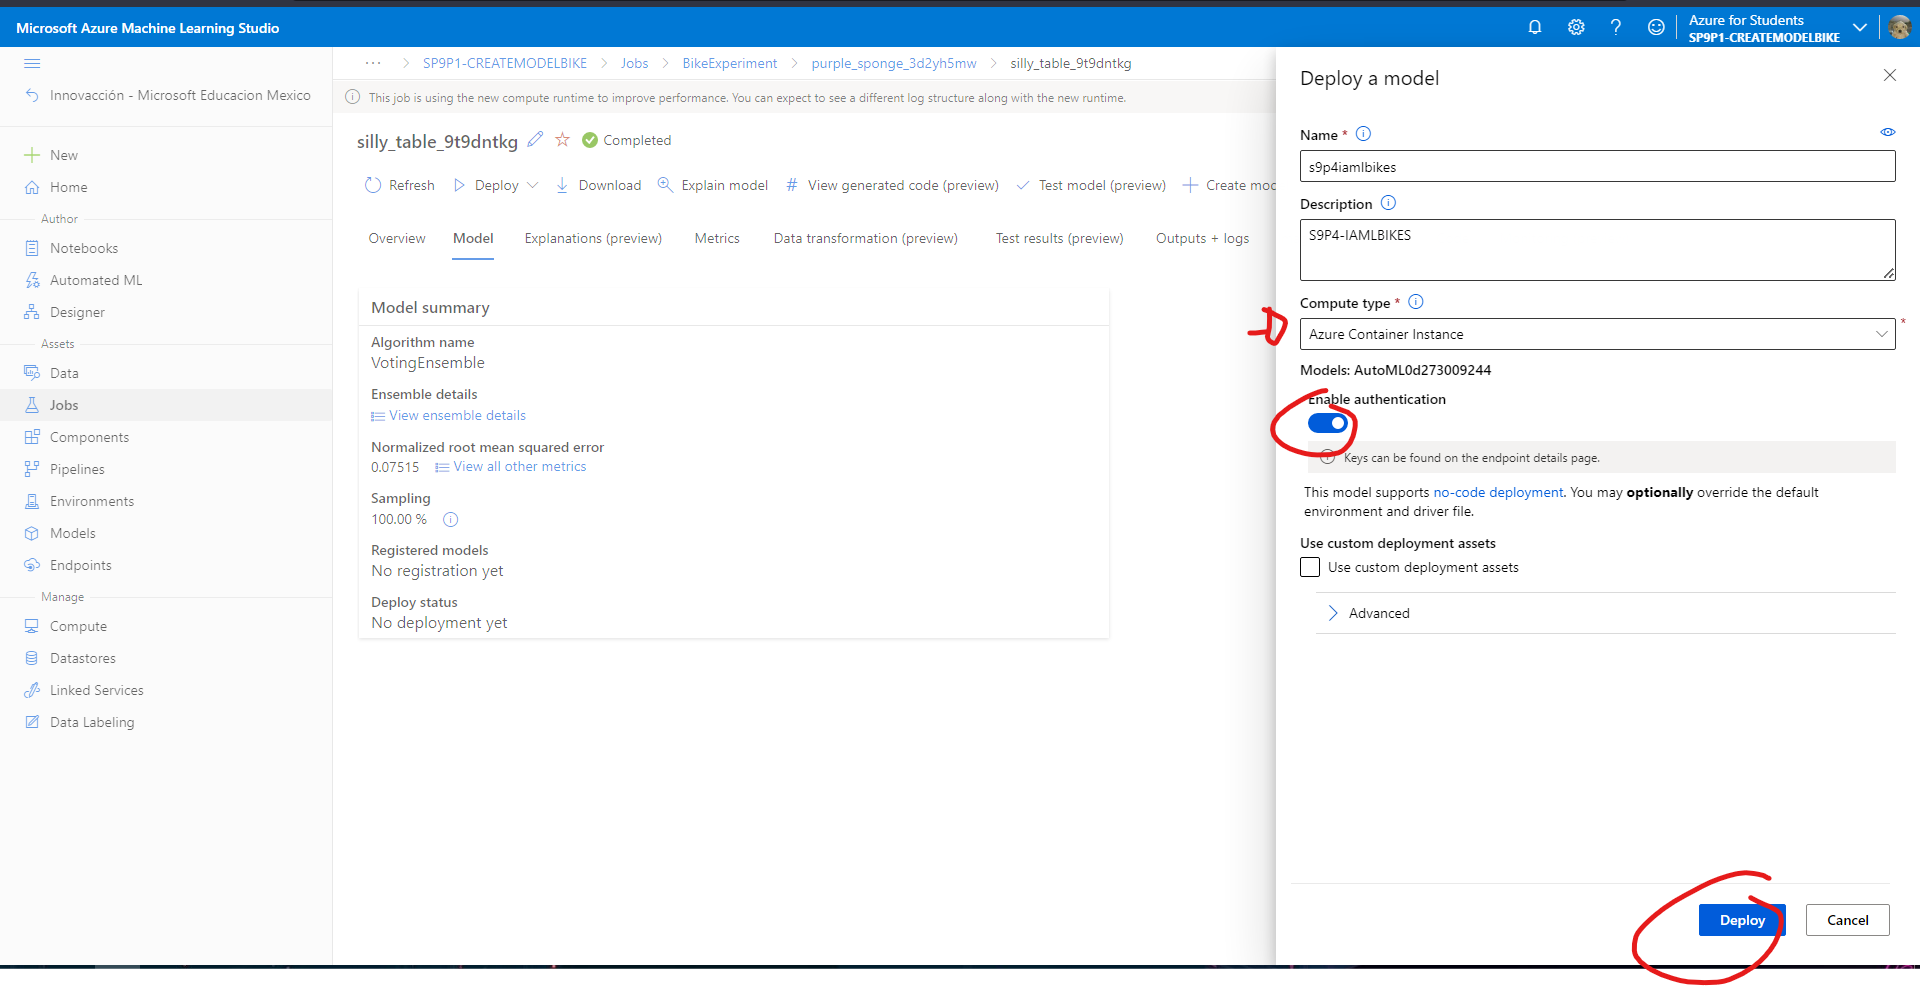 Microsoft Azure Machine Learning Studio
Azure for Students
SP9P1-CREATEMODELBIKE
Innovacción - Microsoft Educacion Mexico
New
Home
Author
Notebooks
Automated ML
Designer
Assets
Data
Jobs
Components
Pipelines
Environments
Models
Endpoints
Manage
Compute
Datastores
Linked Services
Data Labeling
··· > SP9P1-CREATEMODELBIKE > Jobs > BikeExperiment > purple_sponge_3d2yh5mw > silly_table_9t9dntkg
This job is using the new compute runtime to improve performance. You can expect to see a different log structure along with the new runtime.
silly_table_9t9dntkg Completed
Refresh Deploy Download Explain model # View generated code (preview) Test model (preview) Create mod
Overview Model Explanations (preview) Metrics Data transformation (preview) Test results (preview) Outputs + logs
Model summary
Algorithm name
VotingEnsemble
Ensemble details
View ensemble details
Normalized root mean squared error
0.07515 View all other metrics
Sampling
100.00 %
Registered models
No registration yet
Deploy status
No deployment yet
Deploy a model
Name *
s9p4iamlbikes
Description
S9P4-IAMLBIKES
Compute type *
Azure Container Instance *
Models: AutoML0d273009244
Enable authentication
Keys can be found on the endpoint details page.
This model supports no-code deployment. You may optionally override the default
environment and driver file.
Use custom deployment assets
Use custom deployment assets
Advanced
Deploy Cancel